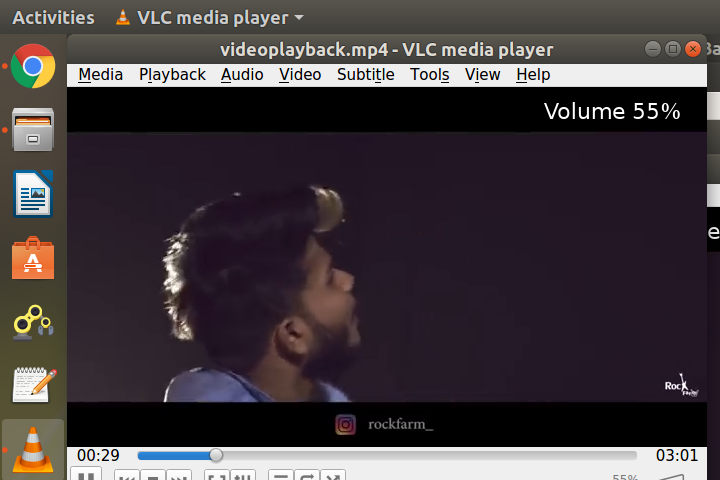 Activities
VLC media player
videoplayback.mp4 - VLC media player
Media Playback Audio Video Subtitle Tools View Help
Volume 55%
Rock
rockfarm_
00:29
03:01
55%